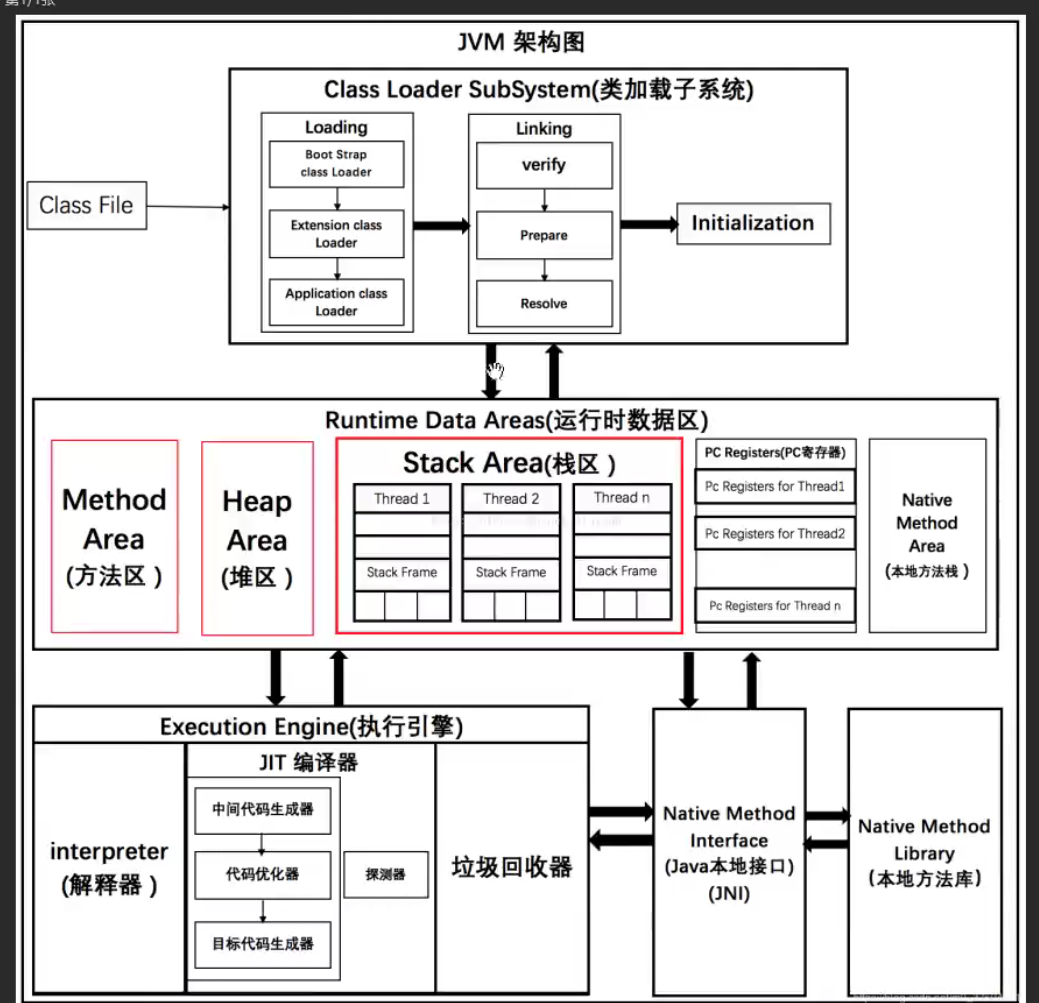 第1/1张
JVM 架构图
Class Loader SubSystem(类加载子系统)
Loading
Boot Strap
class Loader
Extension class
Loader
Application class
Loader
Linking
verify
Prepare
Resolve
Class File
Initialization
Runtime Data Areas(运行时数据区)
Method
Area
(方法区)
Heap
Area
(堆区)
Stack Area(栈区)
Thread 1
Thread 2
Thread n
Stack Frame
Stack Frame
Stack Frame
PC Registers(PC寄存器)
Pc Registers for Thread1
Pc Registers for Thread2
Pc Registers for Thread n
Native
Method
Area
(本地方法栈)
Execution Engine(执行引擎)
interpreter
(解释器)
JIT 编译器
中间代码生成器
代码优化器
目标代码生成器
探测器
垃圾回收器
Native Method
Interface
(Java本地接口)
(JNI)
Native Method
Library
(本地方法库)